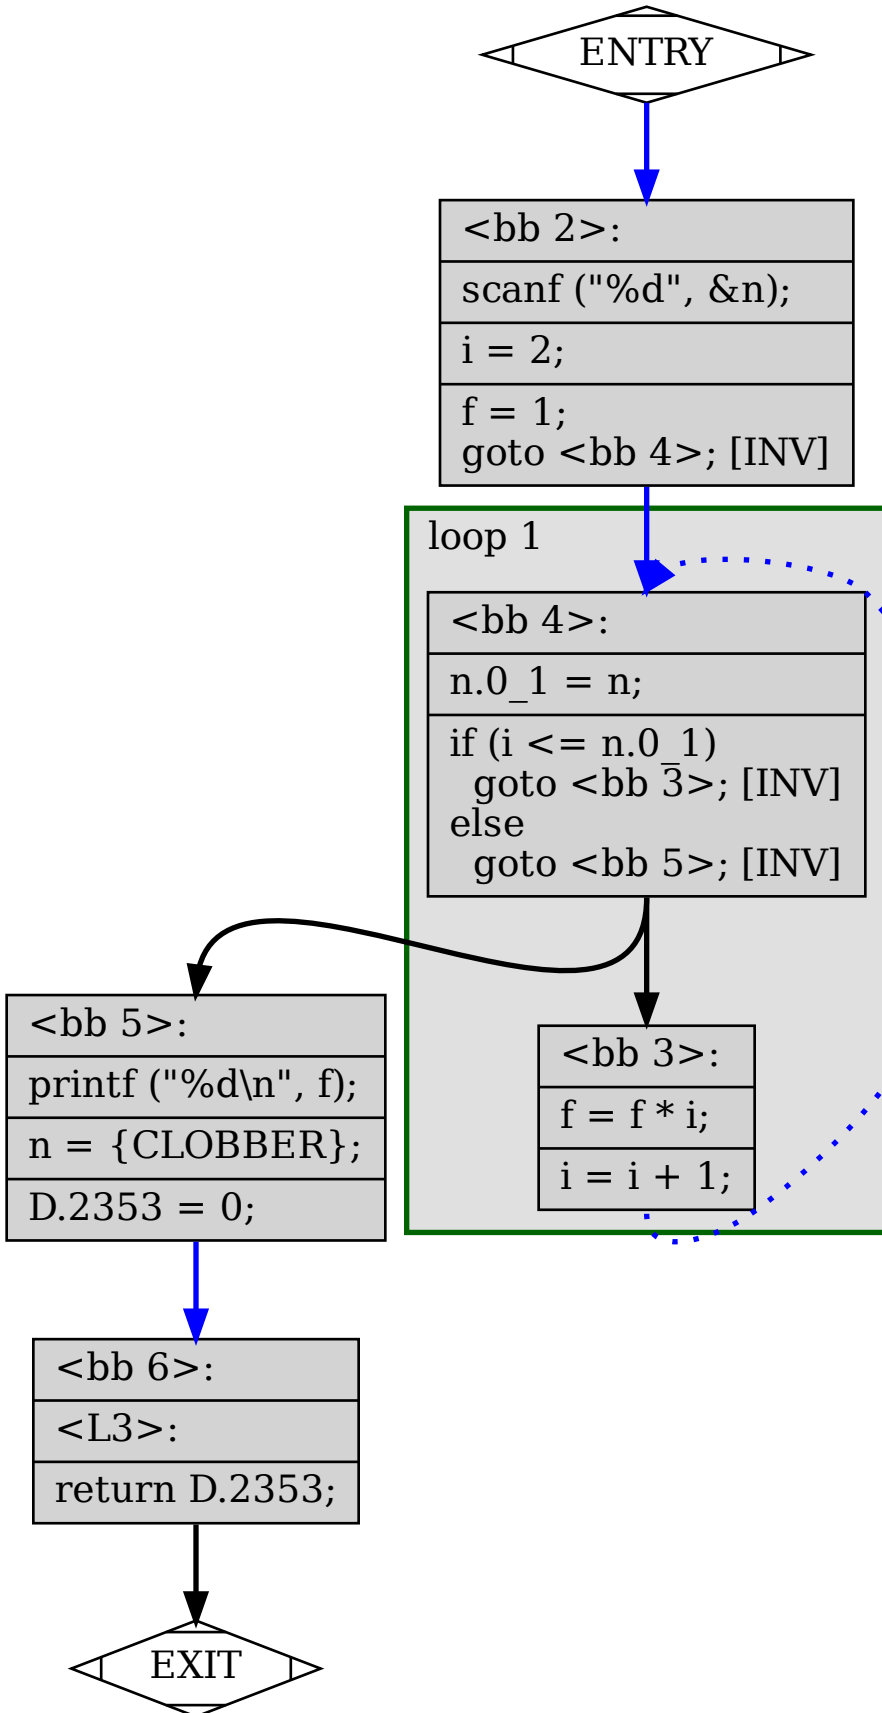 ENTRY
<bb 2>:
scanf ("%d", &n);
i = 2;
f = 1;
goto <bb 4>; [INV]
loop 1
<bb 4>:
n.0_1 = n;
if (i <= n.0_1)
goto <bb 3>; [INV]
else
goto <bb 5>; [INV]
<bb 5>:
printf ("%d\n", f);
n = {CLOBBER};
D.2353 = 0;
<bb 3>:
f = f * i;
i = i + 1;
<bb 6>:
<L3>:
return D.2353;
EXIT